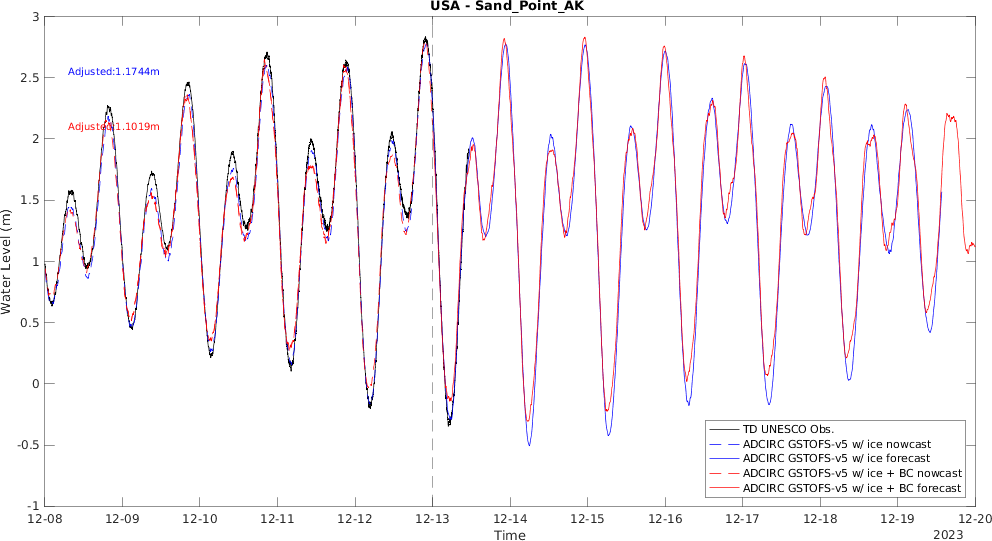 USA - Sand_Point_AK
Adjusted:1.1744m
Adjusted:1.1019m
Water Level (m)
3
2.5
2
1.5
1
0.5
0
-0.5
-1
TD UNESCO Obs.
ADCIRC GSTOFS-v5 w/ ice nowcast
ADCIRC GSTOFS-v5 w/ ice forecast
ADCIRC GSTOFS-v5 w/ ice + BC nowcast
ADCIRC GSTOFS-v5 w/ ice + BC forecast
12-08 12-09 12-10 12-11 12-12 12-13 12-14 12-15 12-16 12-17 12-18 12-19 12-20
Time
2023